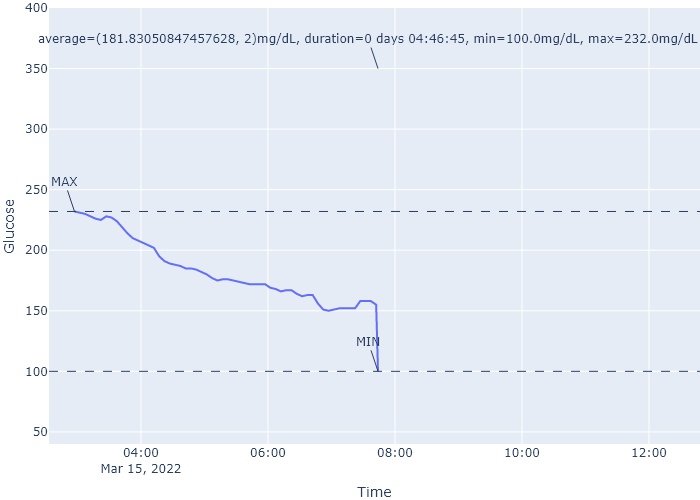 400
average=(181.83050847457628, 2)mg/dL, duration=0 days 04:46:45, min=100.0mg/dL, max=232.0mg/dL
350
300
250
MAX
200
150
MIN
100
50
Glucose
04:00 06:00 08:00 10:00 12:00
Mar 15, 2022
Time